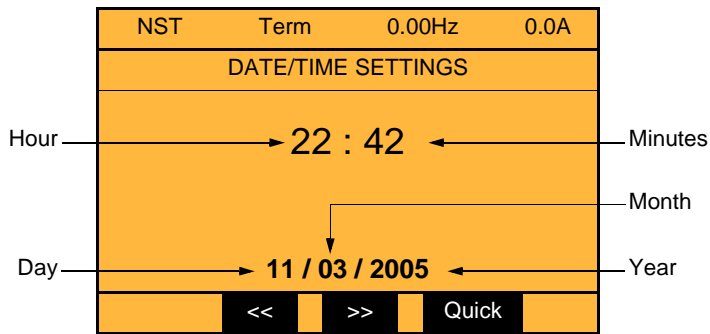 NST Term 0.00Hz 0.0A
DATE/TIME SETTINGS
Hour 22 : 42 Minutes
Month
Day 11 / 03 / 2005 Year
<< >> Quick